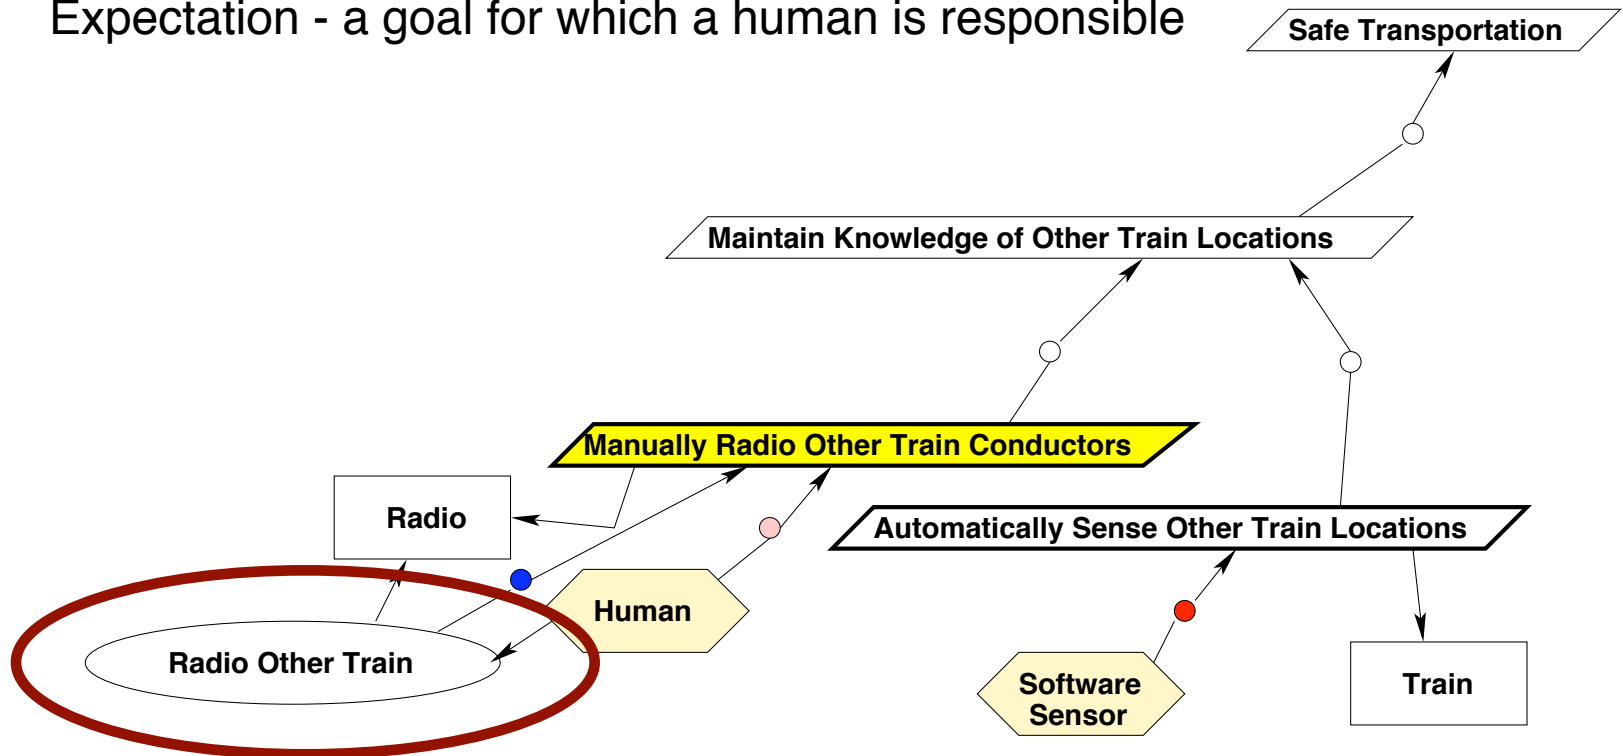 Expectation - a goal for which a human is responsible
Safe Transportation
Maintain Knowledge of Other Train Locations
Manually Radio Other Train Conductors
Radio
Automatically Sense Other Train Locations
Human
Radio Other Train
Software
Sensor
Train